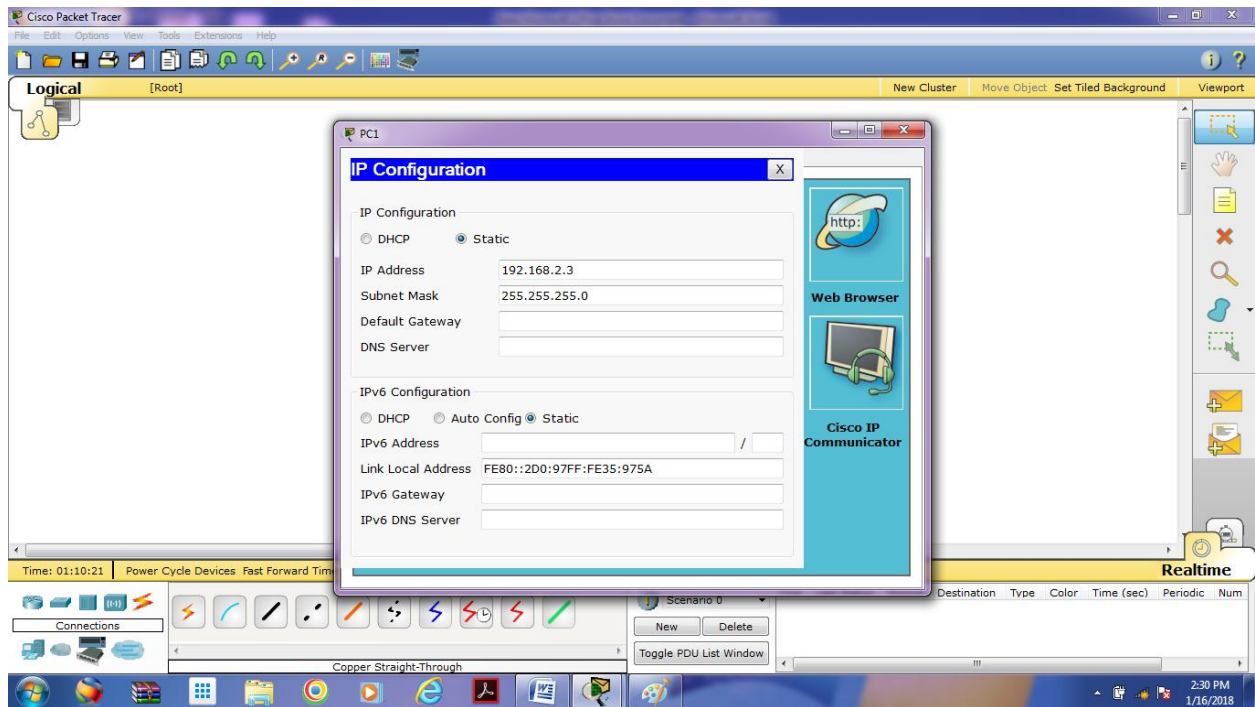 Cisco Packet Tracer
File Edit Options View Tools Extensions Help
Logical [Root] New Cluster Move Object Set Tiled Background Viewport
PC1
IP Configuration X
IP Configuration
DHCP Static
IP Address 192.168.2.3
Subnet Mask 255.255.255.0
Default Gateway
DNS Server
IPv6 Configuration
DHCP Auto Config Static
IPv6 Address /
Link Local Address FE80::2D0:97FF:FE35:975A
IPv6 Gateway
IPv6 DNS Server
http:
Web Browser
Cisco IP
Communicator
Time: 01:10:21 Power Cycle Devices Fast Forward Tim
Realtime
Scenario 0
Destination Type Color Time (sec) Periodic Num
Connections
New Delete
Toggle PDU List Window
Copper Straight-Through
2:30 PM
1/16/2018